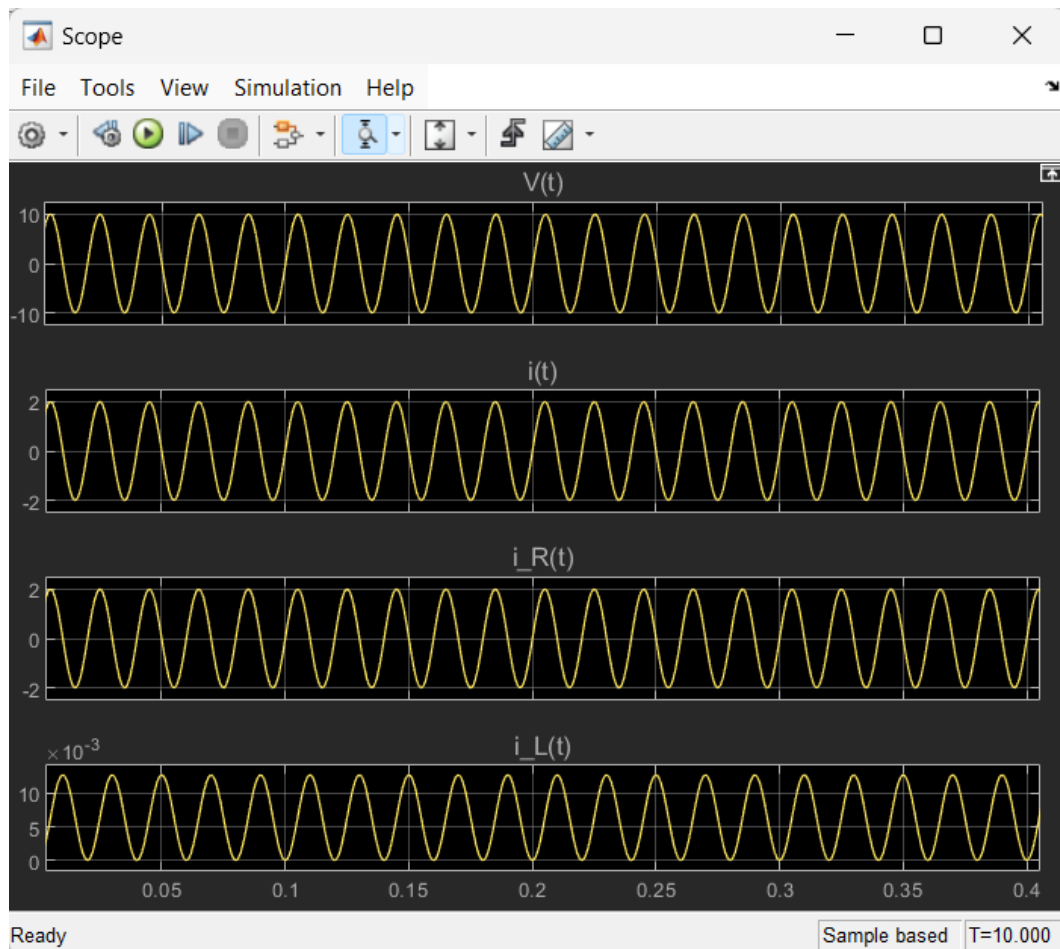 Scope
File Tools View Simulation Help
V(t)
10
0
-10
i(t)
2
0
-2
i_R(t)
2
0
-2
×10-3
i_L(t)
10
5
0
0.05 0.1 0.15 0.2 0.25 0.3 0.35 0.4
Ready Sample based T=10.000